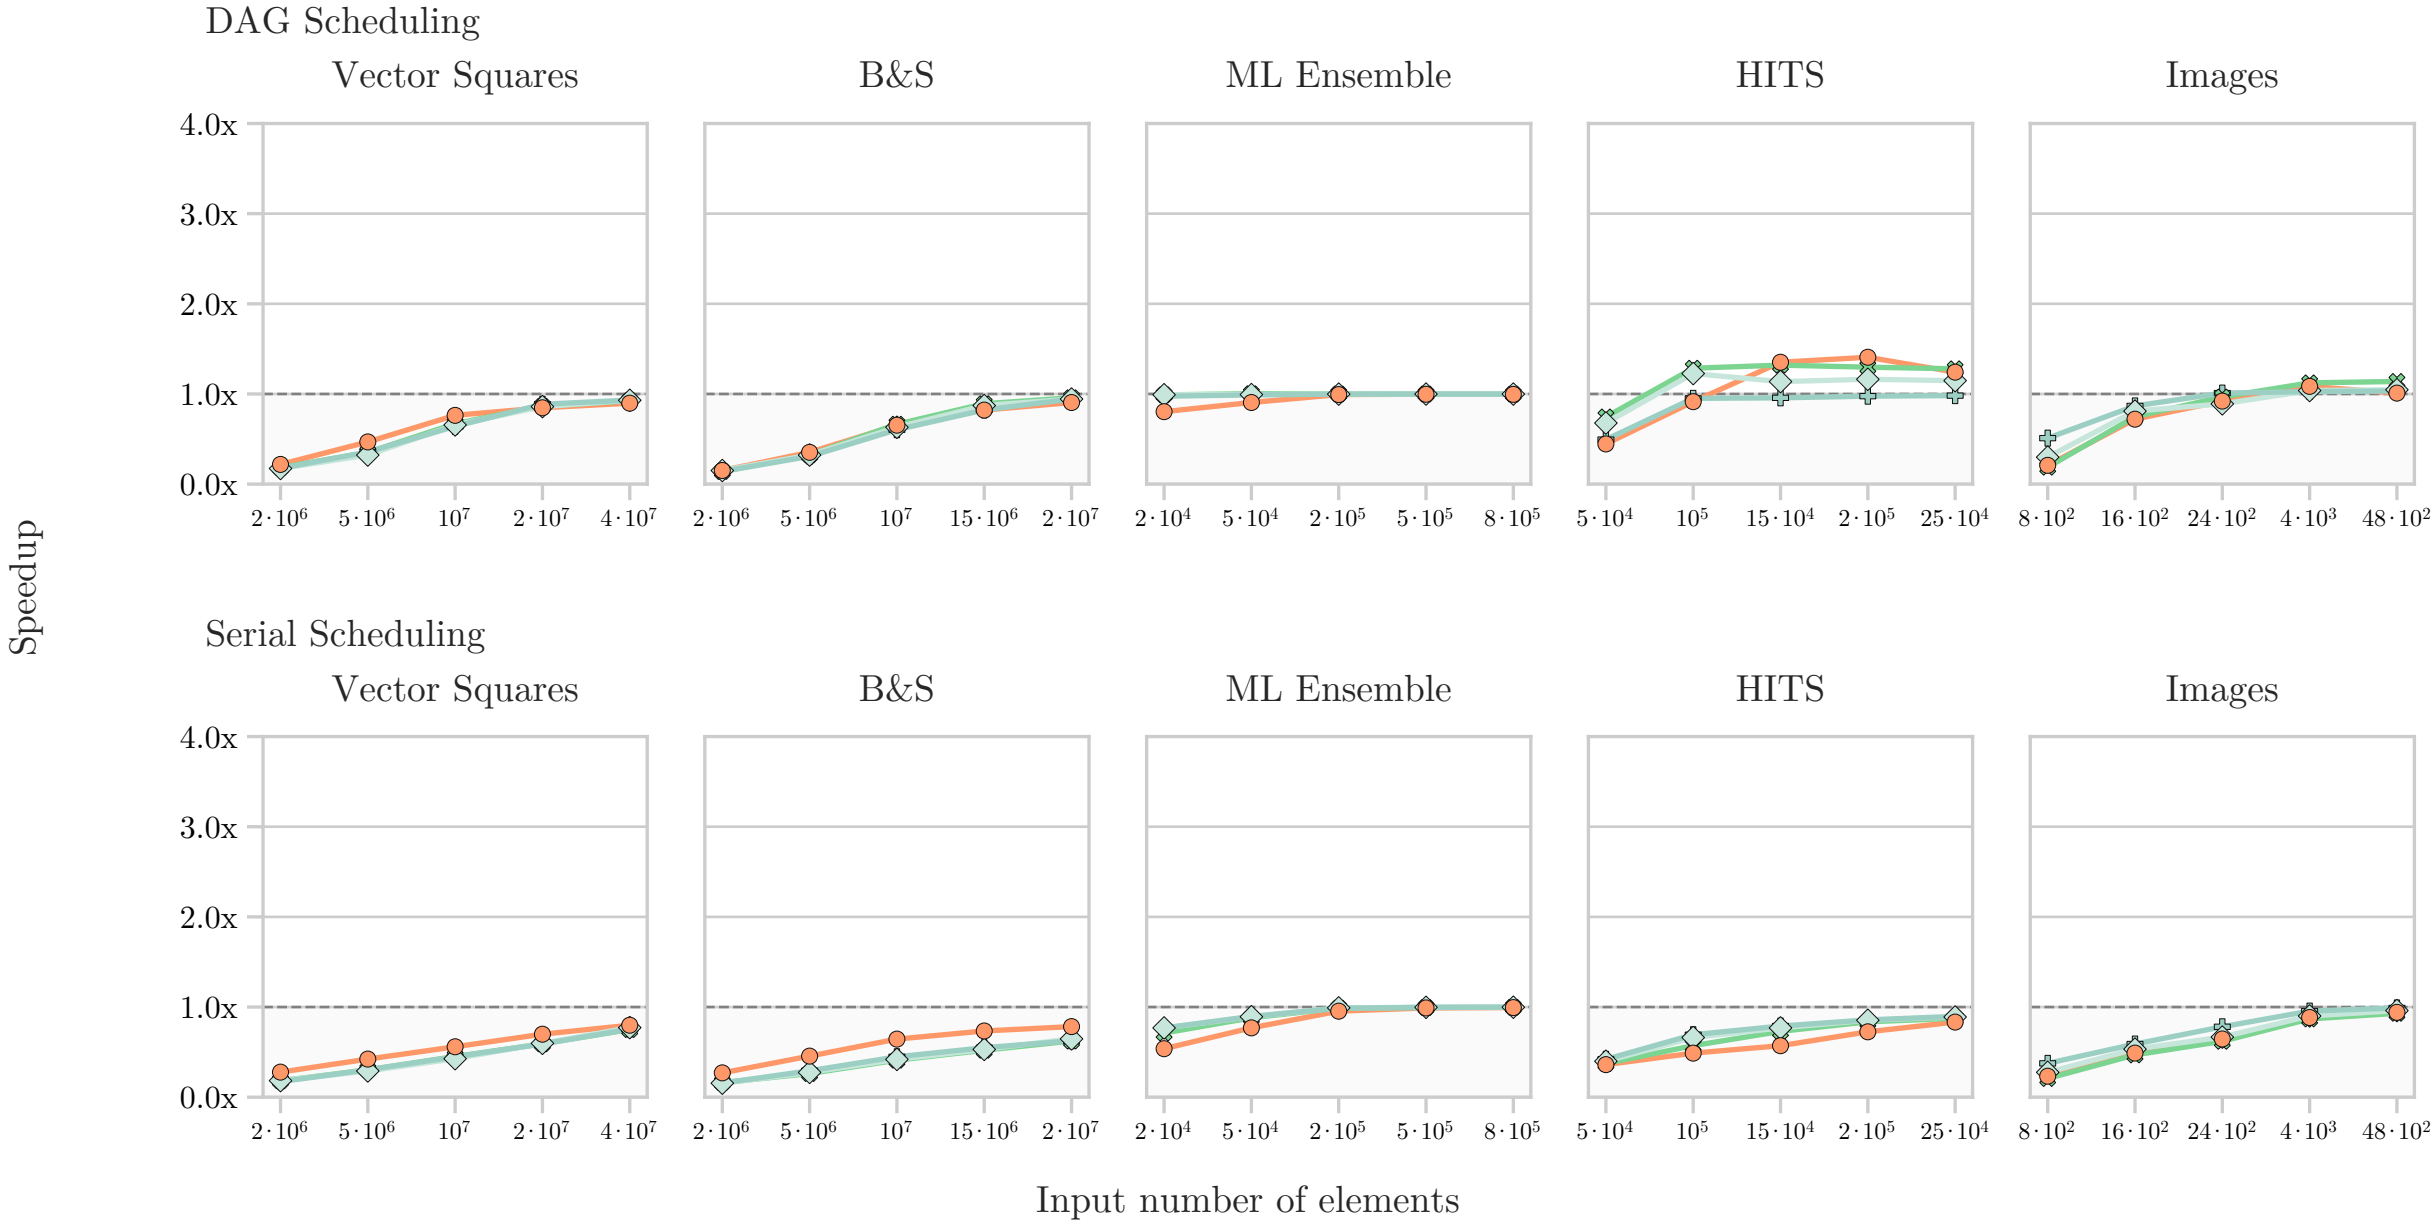 DAG Scheduling
Vector Squares B&S ML Ensemble HITS Images
4.0x
3.0x
2.0x
1.0x
0.0x
2·10⁶ 5·10⁶ 10⁷ 2·10⁷ 4·10⁷ 2·10⁶ 5·10⁶ 10⁷ 15·10⁶ 2·10⁷ 2·10⁴ 5·10⁴ 2·10⁵ 5·10⁵ 8·10⁵ 5·10⁴ 10⁵ 15·10⁴ 2·10⁵ 25·10⁴ 8·10² 16·10² 24·10² 4·10³ 48·10²
Speedup
Serial Scheduling
Vector Squares B&S ML Ensemble HITS Images
4.0x
3.0x
2.0x
1.0x
0.0x
2·10⁶ 5·10⁶ 10⁷ 2·10⁷ 4·10⁷ 2·10⁶ 5·10⁶ 10⁷ 15·10⁶ 2·10⁷ 2·10⁴ 5·10⁴ 2·10⁵ 5·10⁵ 8·10⁵ 5·10⁴ 10⁵ 15·10⁴ 2·10⁵ 25·10⁴ 8·10² 16·10² 24·10² 4·10³ 48·10²
Input number of elements